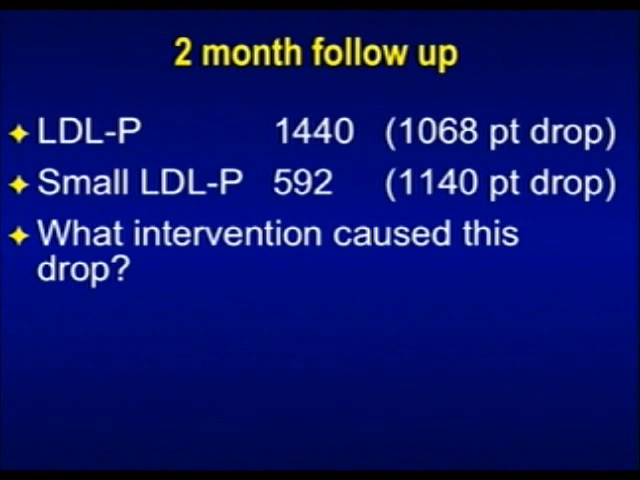 2 month follow up
LDL-P 1440 (1068 pt drop)
Small LDL-P 592 (1140 pt drop)
What intervention caused this
drop?